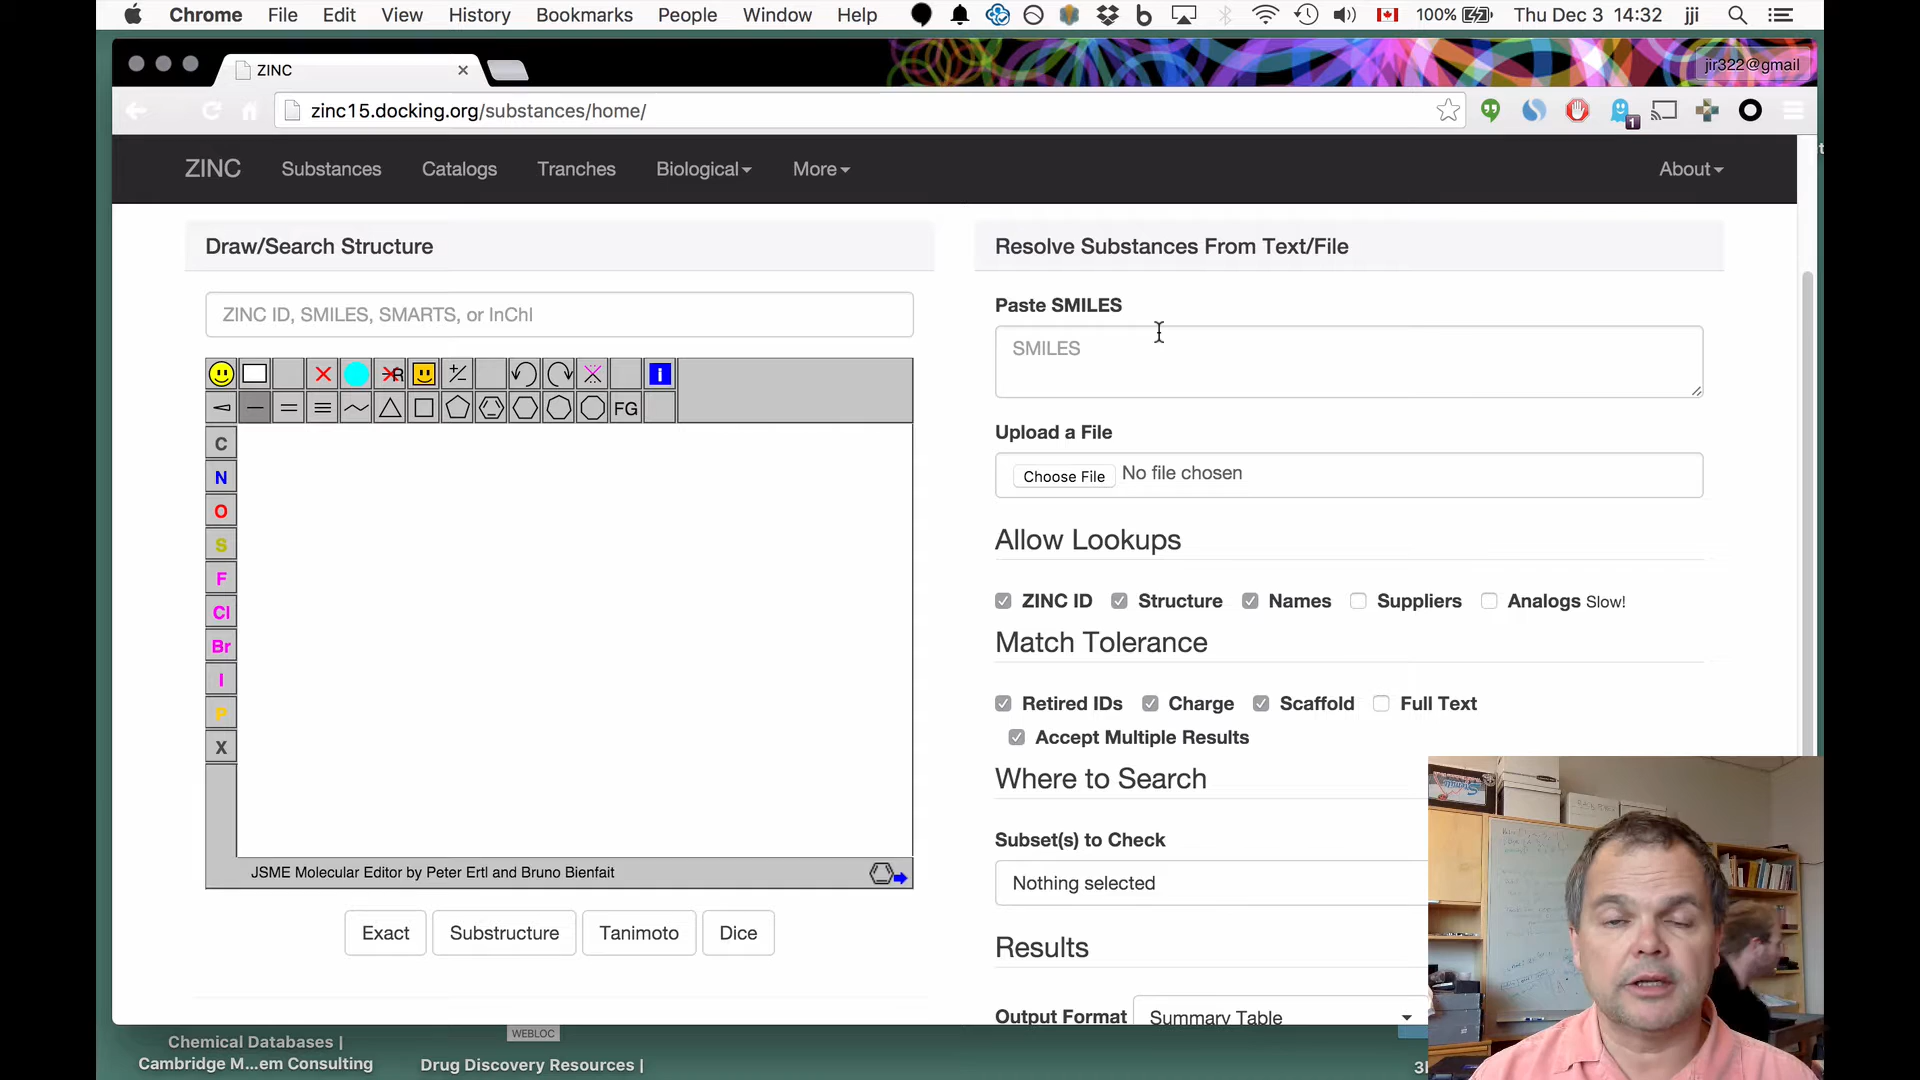 Chrome File Edit View History Bookmarks People Window Help 100% Thu Dec 3 14:32 jji
ZINC
jir322@gmail
zinc15.docking.org/substances/home/
1
ZINC Substances Catalogs Tranches Biological More About
Draw/Search Structure
ZINC ID, SMILES, SMARTS, or InChI
R
i
FG
C
N
O
S
F
Cl
Br
I
P
X
JSME Molecular Editor by Peter Ertl and Bruno Bienfait
Exact Substructure Tanimoto Dice
Resolve Substances From Text/File
Paste SMILES
SMILES
Upload a File
Choose File No file chosen
Allow Lookups
ZINC ID Structure Names Suppliers Analogs Slow!
Match Tolerance
Retired IDs Charge Scaffold Full Text
Accept Multiple Results
Where to Search
Subset(s) to Check
Nothing selected
Results
Output Format Summary Table
WEBLOC
Chemical Databases |
Cambridge M...em Consulting
Drug Discovery Resources |